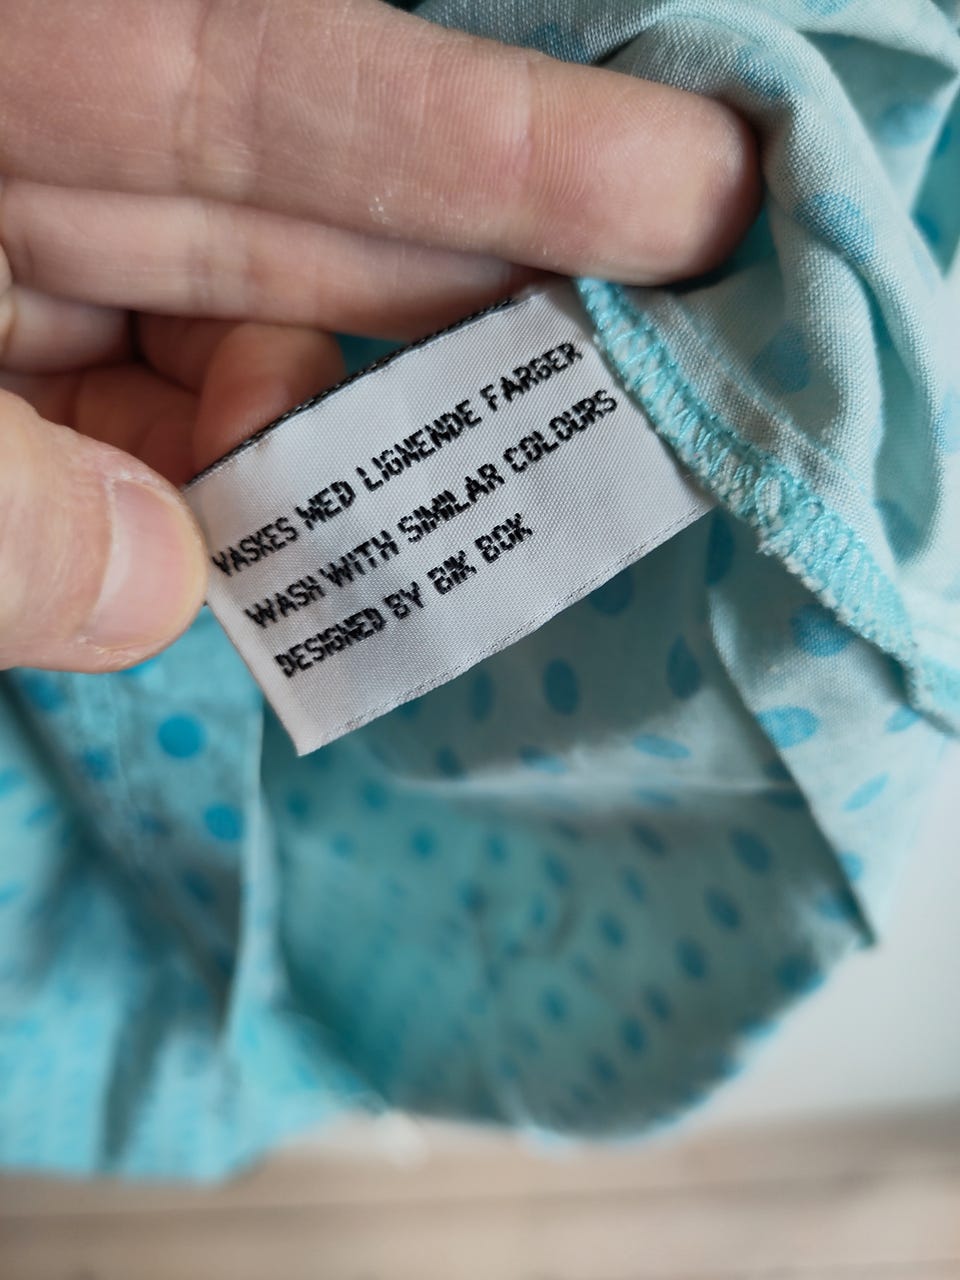 VASKES MED LIGNENDE FARGER
WASH WITH SIMILAR COLOURS
DESIGNED BY BIK BOK